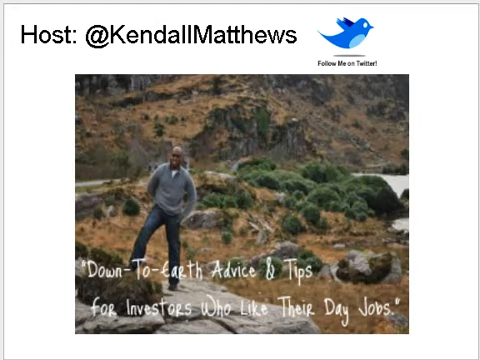 Host: @KendallMatthews
Follow Me on Twitter!
"Down-To-Earth Advice & Tips
for Investors Who Like Their Day Jobs."